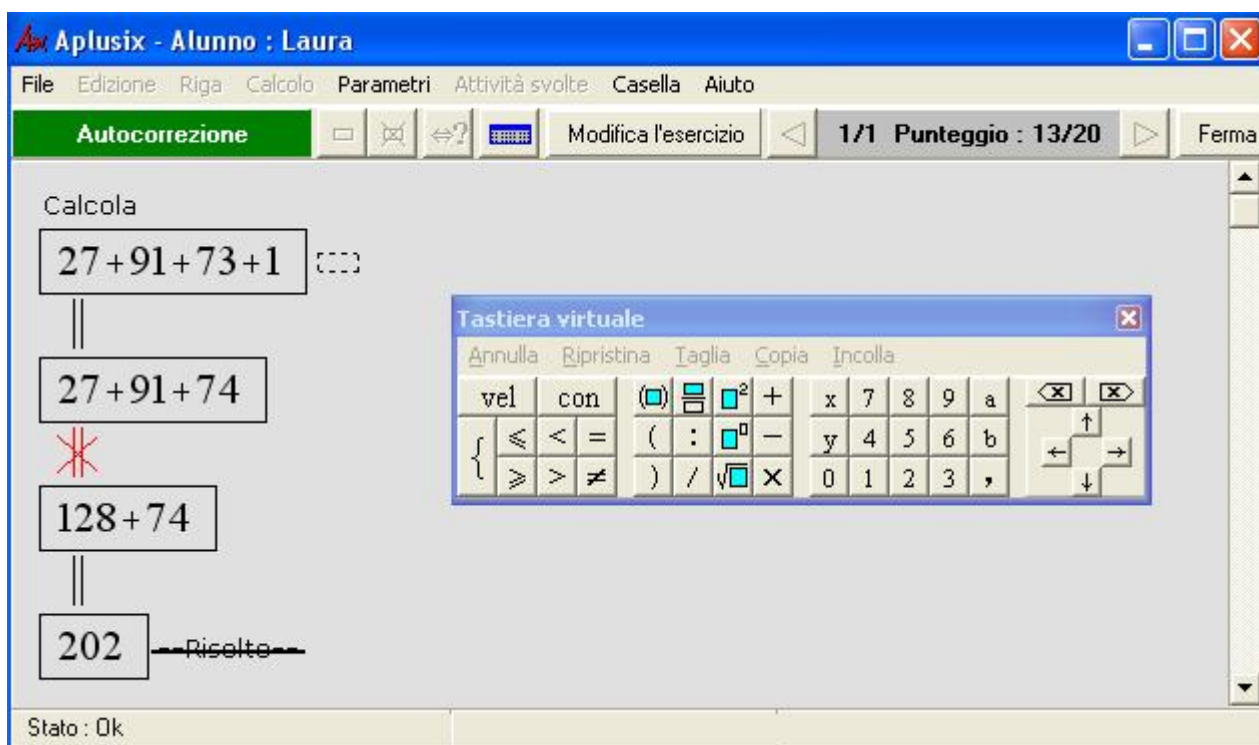 Aplusix - Alunno : Laura
File Edizione Riga Calcolo Parametri Attività svolte Casella Aiuto
Autocorrezione ⇔? Modifica l'esercizio 1/1 Punteggio : 13/20 Ferma
Calcola
27+91+73+1
27+91+74
128+74
202 --Risolto--
Tastiera virtuale
Annulla Ripristina Taglia Copia Incolla
vel con (□) □² + x 7 8 9 a
{ ⩽ < = ( : □□ − y 4 5 6 b ↑ ← →
⩾ > ≠ ) / √□ × 0 1 2 3 , ↓
Stato : Ok